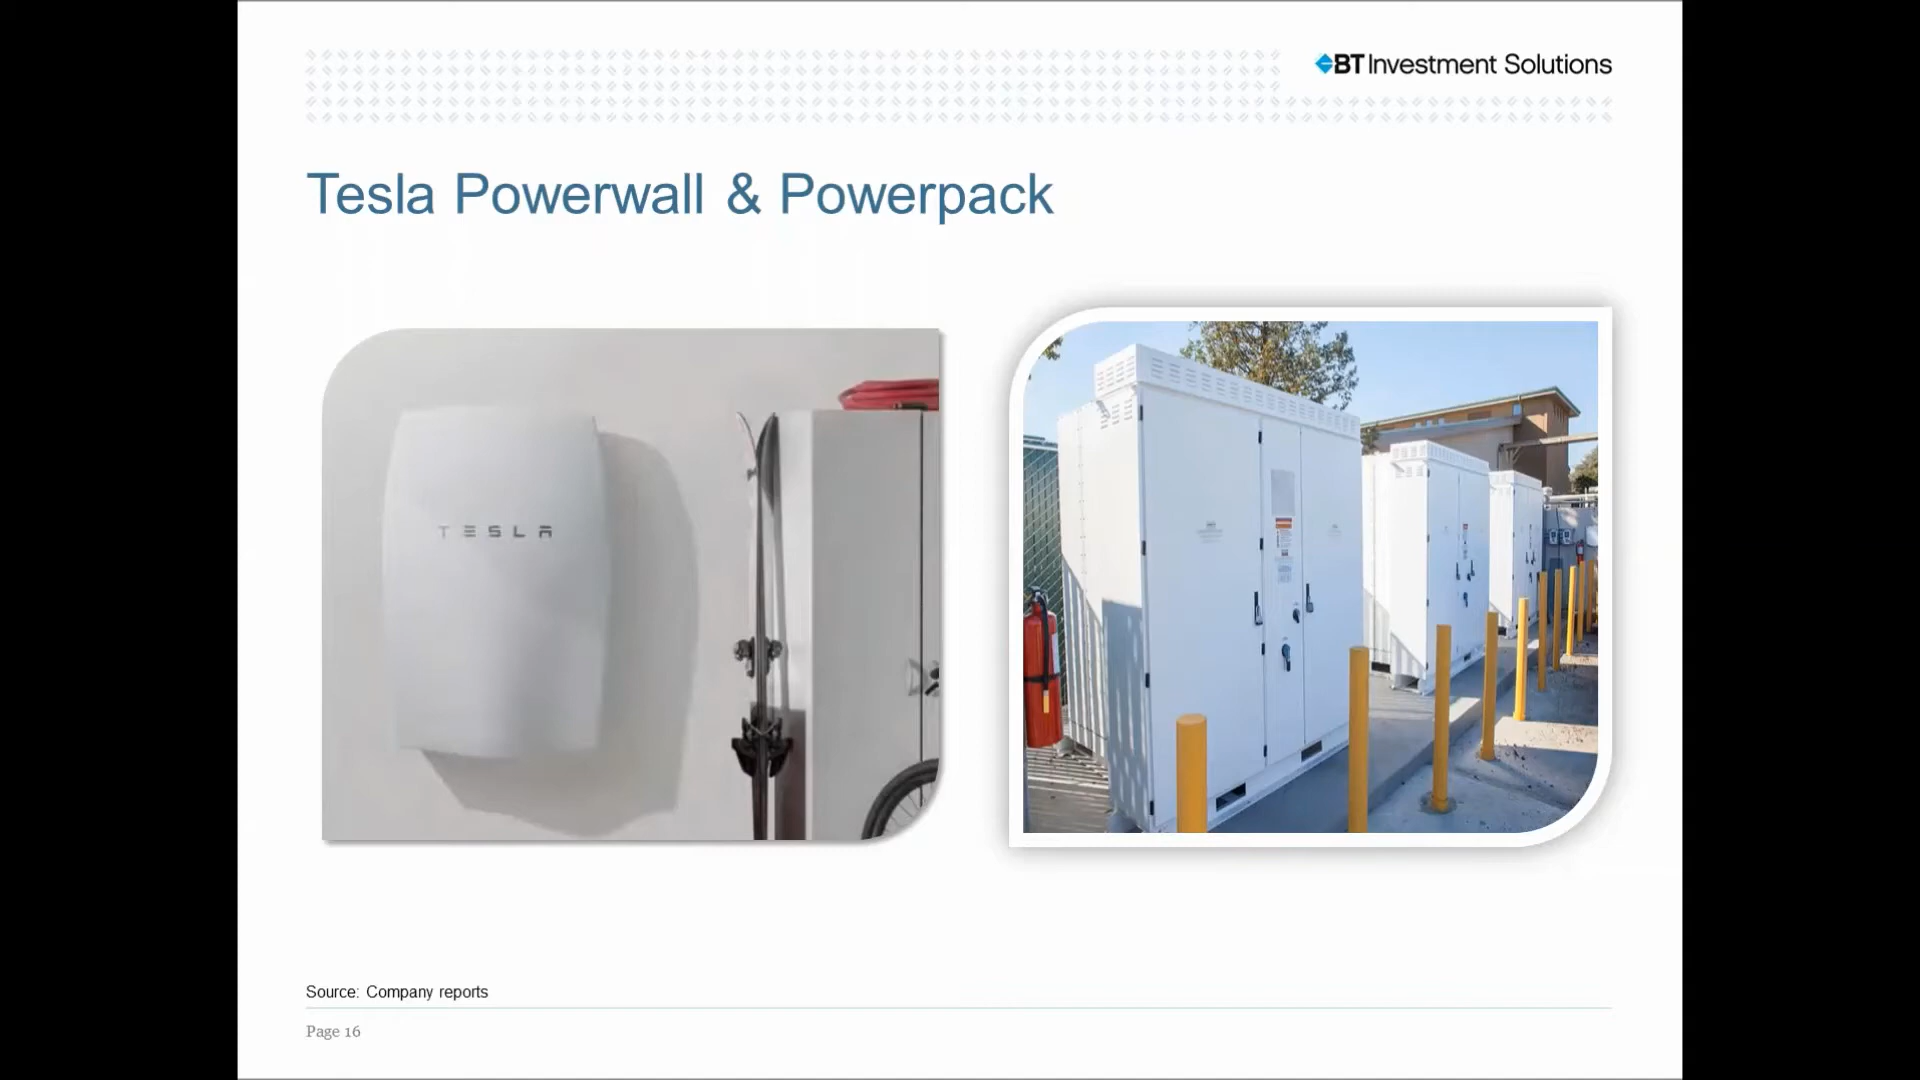 BT Investment Solutions
Tesla Powerwall & Powerpack
TESLA
Source: Company reports
Page 16